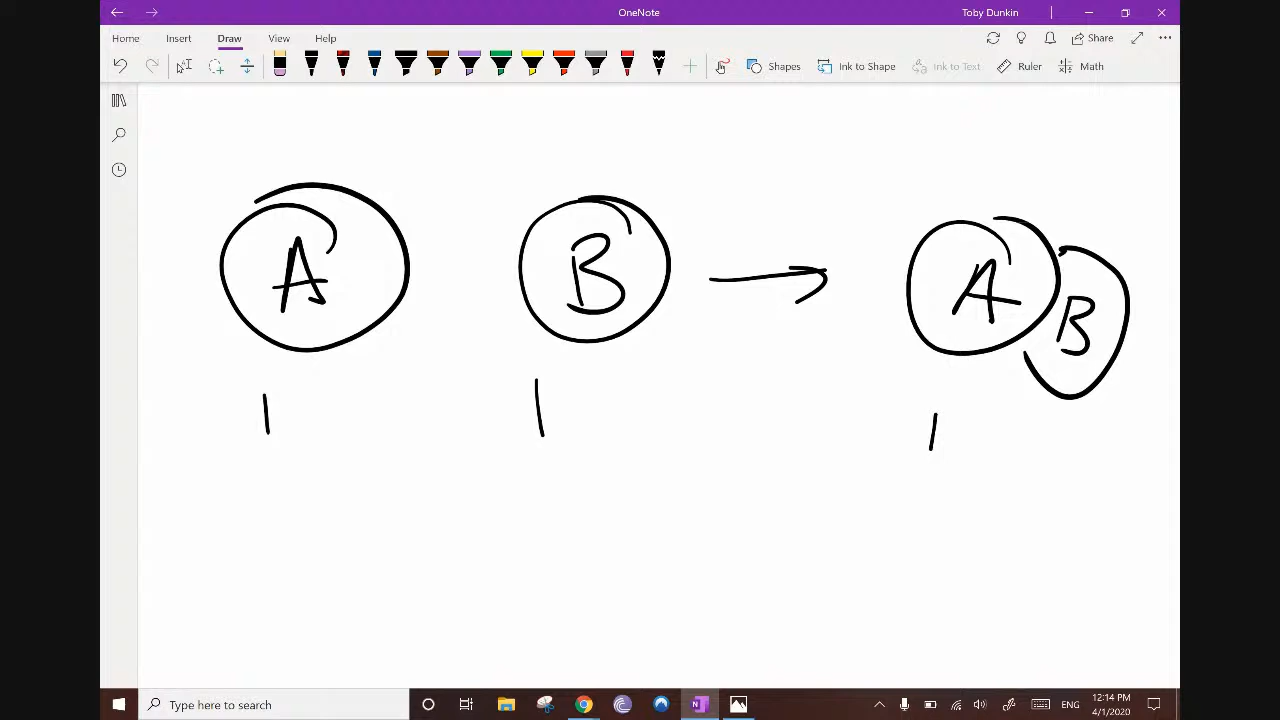 OneNote
Toby Dunkin
Home Insert Draw View Help
Share
Shapes Ink to Shape Ink to Text Ruler Math
A B → A B
1 1 1
Type here to search
ENG
12:14 PM
4/1/2020